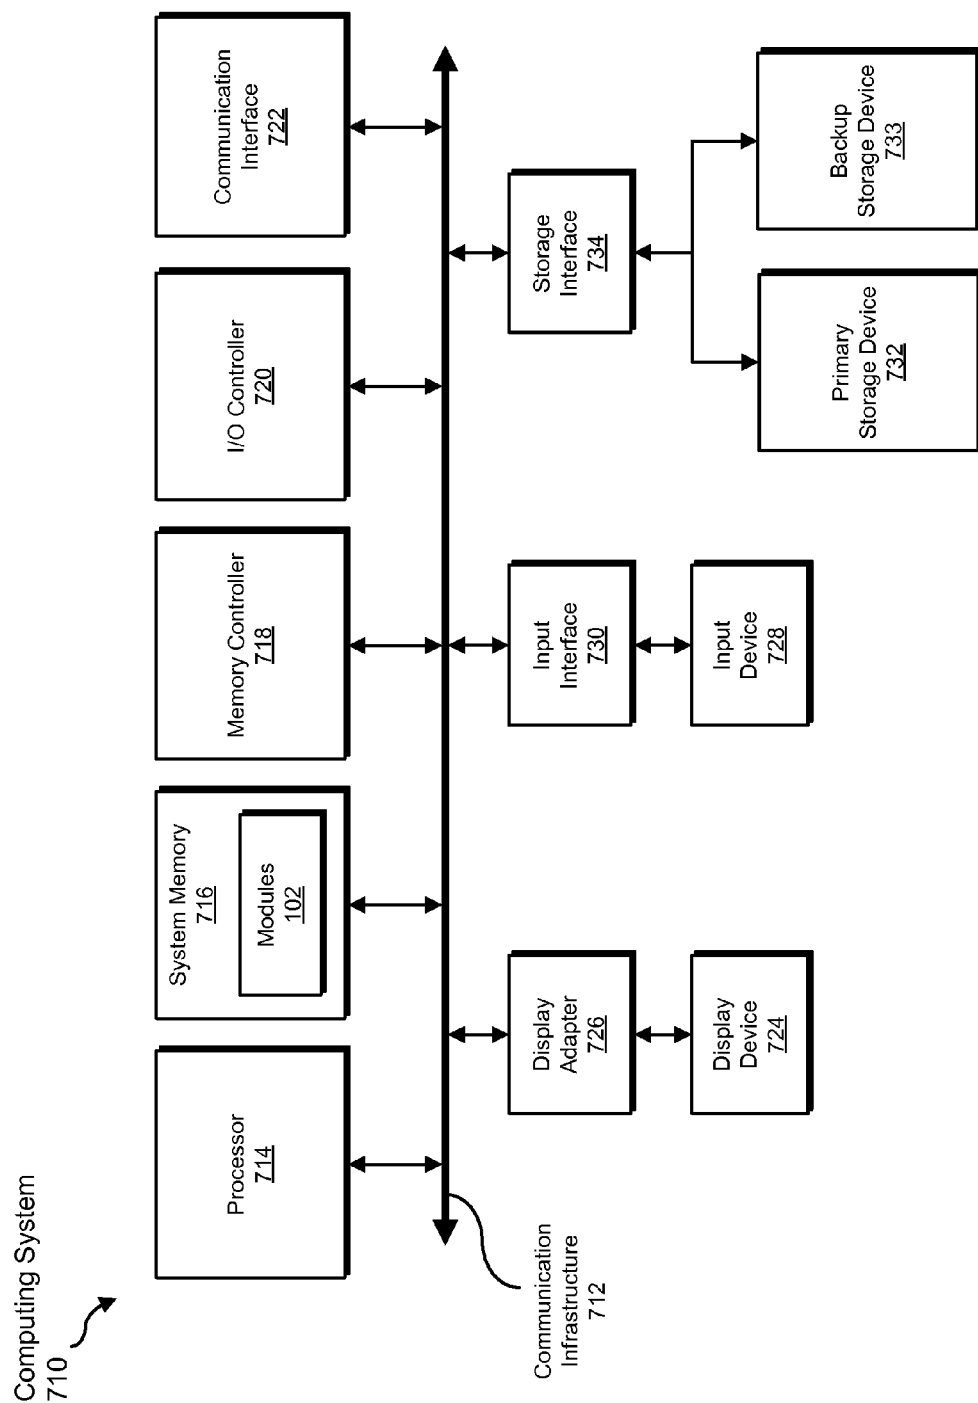 Computing System
710
Processor
714
System Memory
716
Modules
102
Memory Controller
718
I/O Controller
720
Communication
Interface
722
Communication
Infrastructure
712
Display
Adapter
726
Input
Interface
730
Storage
Interface
734
Display
Device
724
Input
Device
728
Primary
Storage Device
732
Backup
Storage Device
733